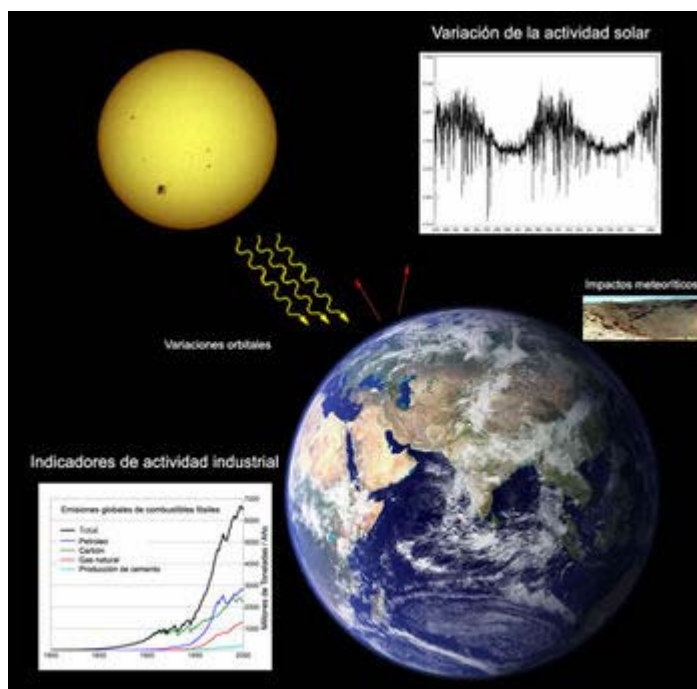 Variación de la actividad solar
Impactos meteoríticos
Variaciones orbitales
Indicadores de actividad industrial
Emisiones globales de combustibles fósiles
Total
Petroleo
Carbón
Gas natural
Producción de cemento
Millones de Toneladas / Año
7000
6000
5000
4000
3000
2000
1000
1800
1850
1900
1950
2000